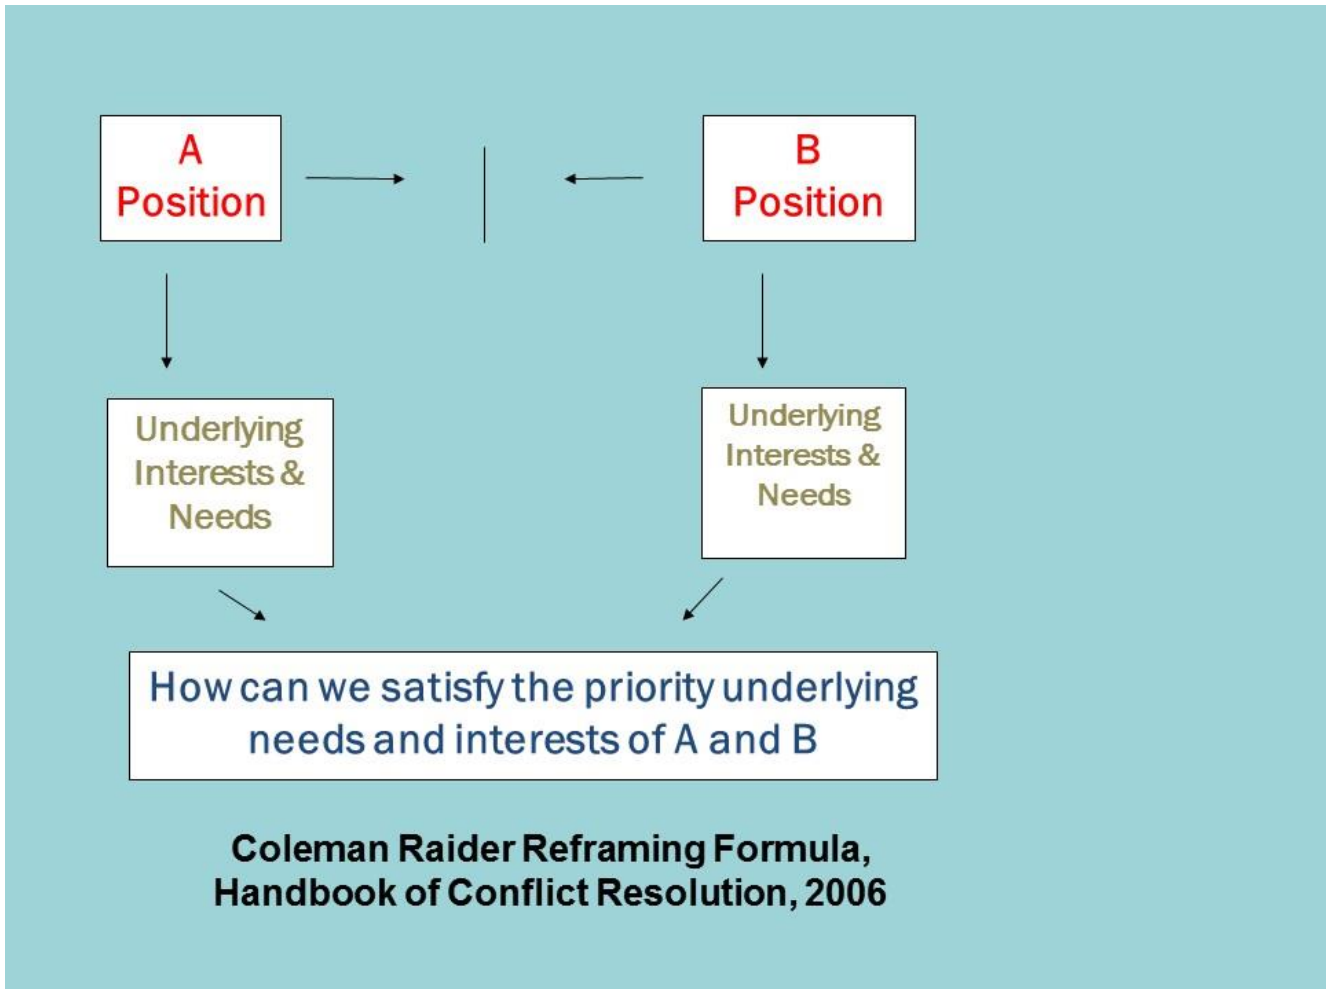 A
Position
B
Position
Underlying
Interests &
Needs
Underlying
Interests &
Needs
How can we satisfy the priority underlying
needs and interests of A and B
Coleman Raider Reframing Formula,
Handbook of Conflict Resolution, 2006